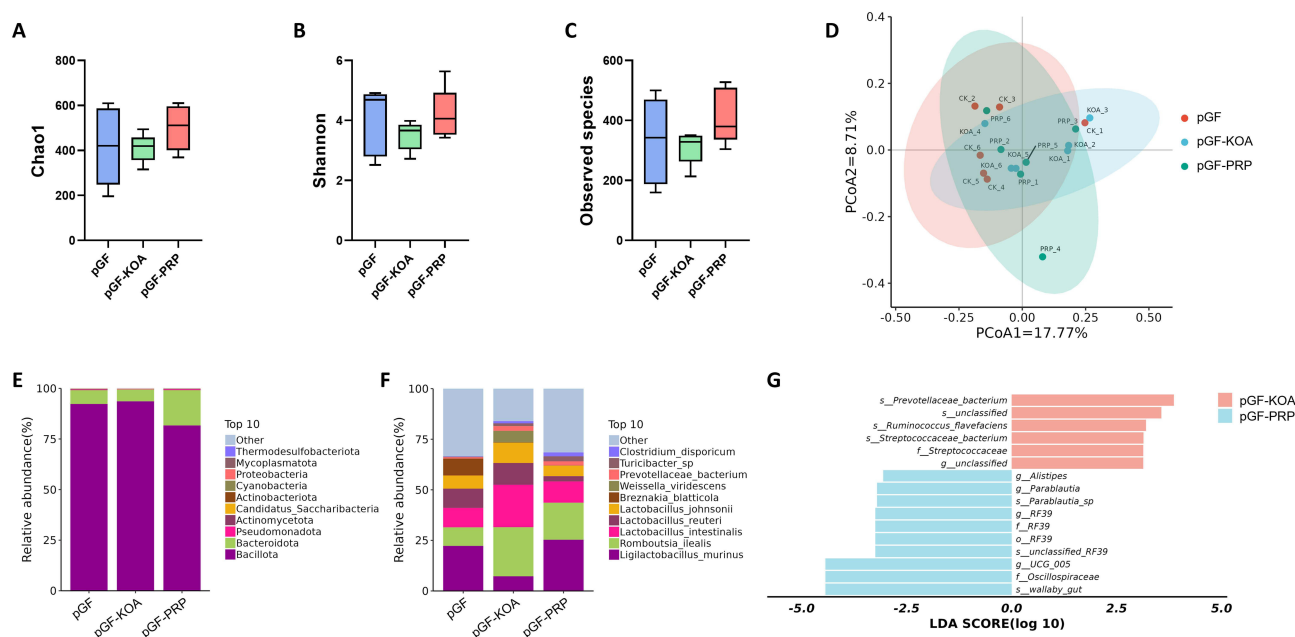 A
Chao1
800
600
400
200
0
pGF
pGF-KOA
pGF-PRP
B
Shannon
6
4
2
0
pGF
pGF-KOA
pGF-PRP
C
Observed species
600
400
200
0
pGF
pGF-KOA
pGF-PRP
D
PCoA2=8.71%
0.4
0.2
0.0
-0.2
-0.4
CK_2
CK_3
KOA_3
PRP_6
PRP_3
CK_1
KOA_4
PRP_2
PRP_5
KOA_2
CK_6
KOA_5
KOA_1
KOA_6
CK_5
CK_4
PRP_1
PRP_4
-0.50
-0.25
0.00
0.25
0.50
PCoA1=17.77%
pGF
pGF-KOA
pGF-PRP
E
Relative abundance(%)
100
75
50
25
0
pGF
pGF-KOA
pGF-PRP
Top 10
Other
Thermodesulfobacteriota
Mycoplasmatota
Proteobacteria
Cyanobacteria
Actinobacteriota
Candidatus_Saccharibacteria
Actinomycetota
Pseudomonadota
Bacteroidota
Bacillota
F
Relative abundance(%)
100
75
50
25
0
pGF
pGF-KOA
pGF-PRP
Top 10
Other
Clostridium_disporicum
Turicibacter_sp
Prevotellaceae_bacterium
Weissella_viridescens
Breznakia_blatticola
Lactobacillus_johnsonii
Lactobacillus_reuteri
Lactobacillus_intestinalis
Romboutsia_ilealis
Ligilactobacillus_murinus
G
s__Prevotellaceae_bacterium
s__unclassified
s__Ruminococcus_flavefaciens
s__Streptococcaceae_bacterium
f__Streptococcaceae
g__unclassified
g__Alistipes
g__Parablautia
s__Parablautia_sp
g__RF39
f__RF39
o__RF39
s__unclassified_RF39
g__UCG_005
f__Oscillospiraceae
s__wallaby_gut
-5.0
-2.5
0.0
2.5
5.0
LDA SCORE(log 10)
pGF-KOA
pGF-PRP